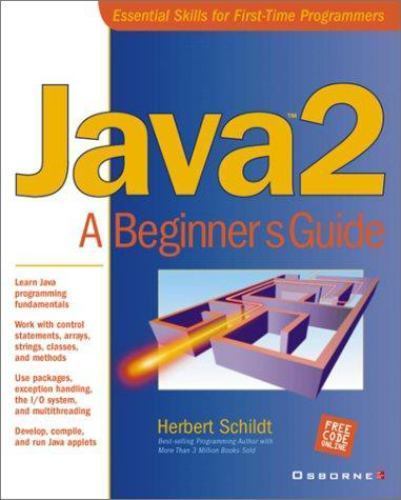 Essential Skills for First-Time Programmers
Java™2
A Beginner s Guide
Learn Java
programming
fundamentals
Work with control
statements, arrays,
strings, classes,
and methods
Use packages,
exception handling,
the I/O system,
and multithreading
Develop, compile,
and run Java applets
Herbert Schildt
Best-selling Programming Author with
More Than 3 Million Books Sold
FREE
CODE
ONLINE
OSBORNE